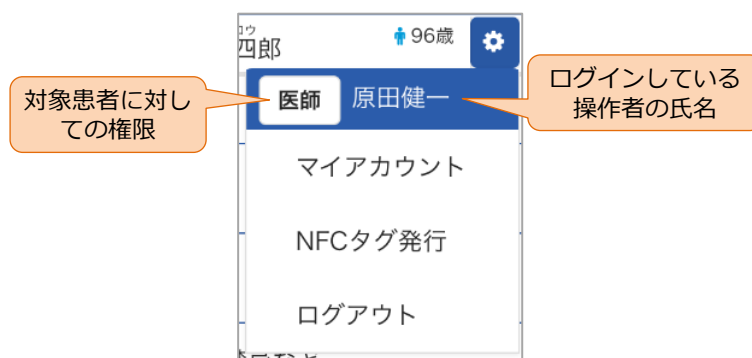 四郎
96歳
対象患者に対し
ての権限
医師 原田健一
ログインしている
操作者の氏名
マイアカウント
NFCタグ発行
ログアウト